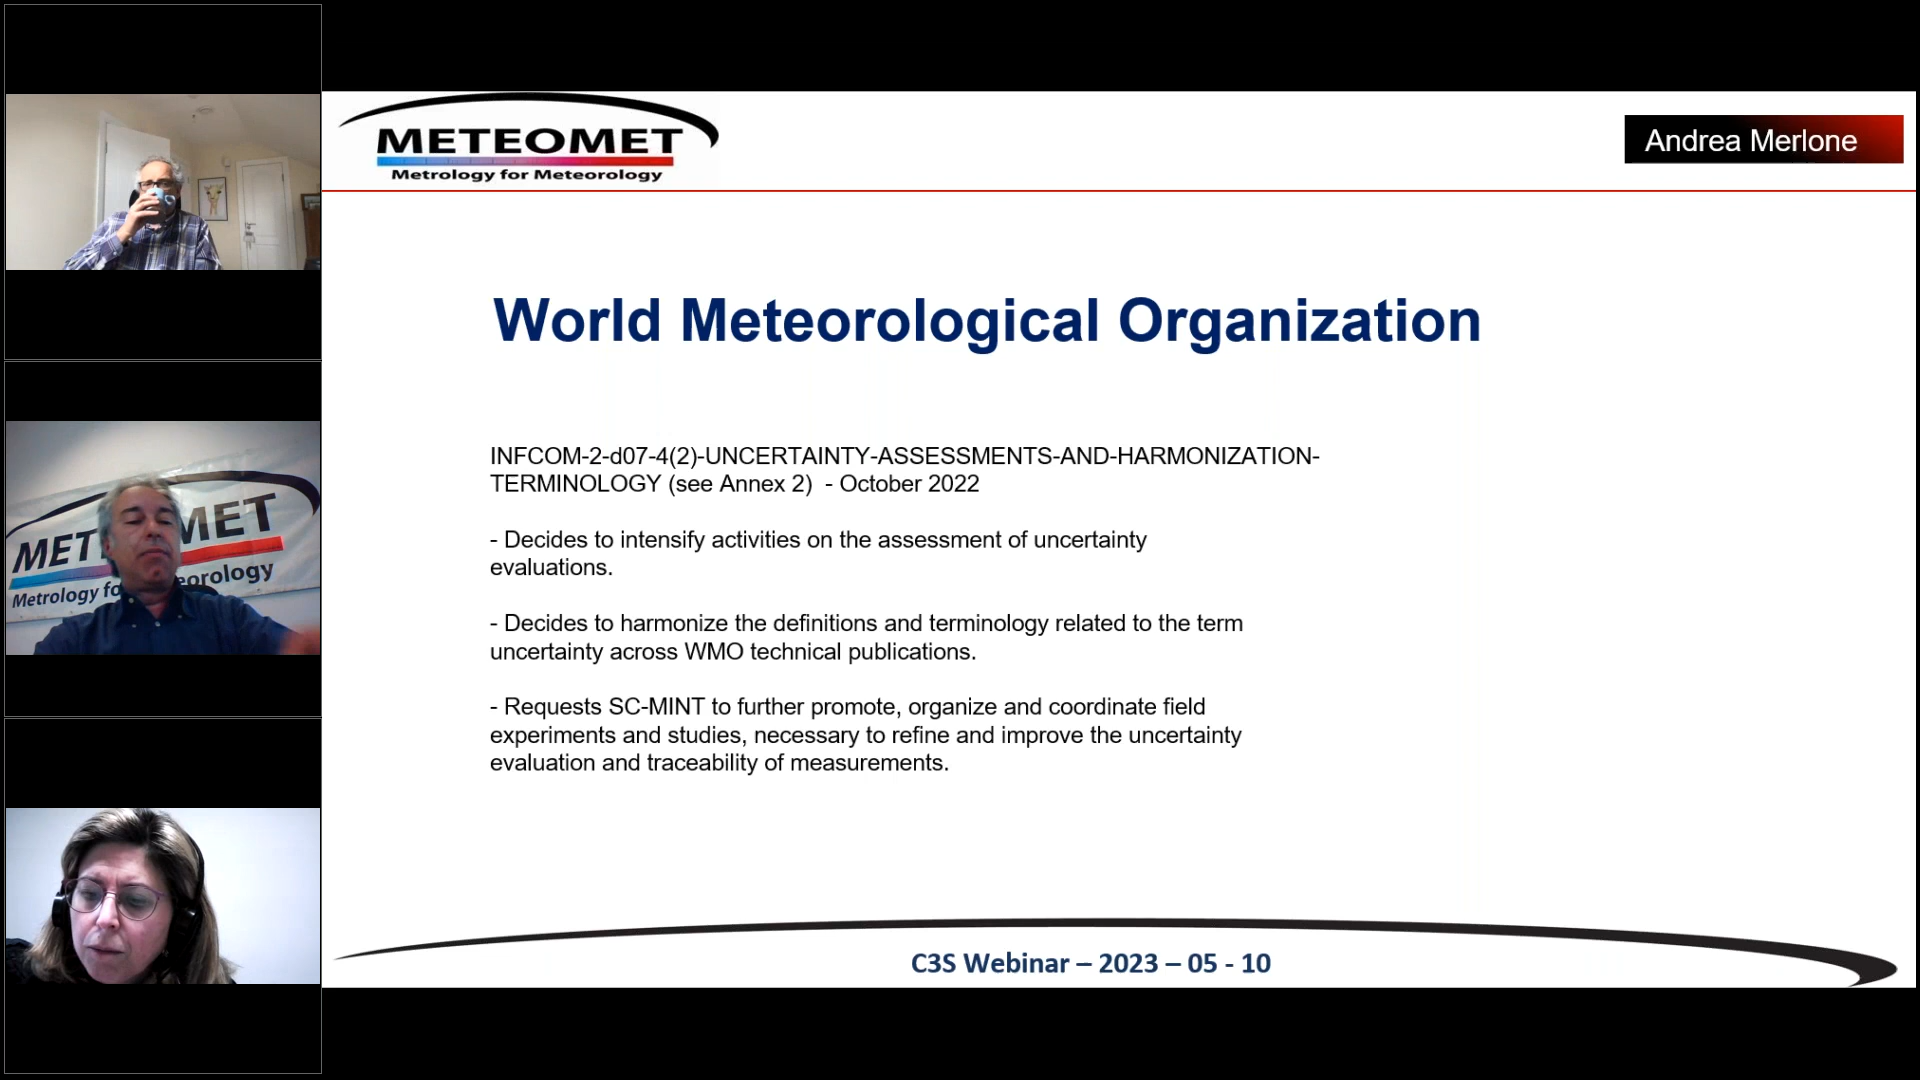 METEOMET
Metrology for Meteorology
Andrea Merlone
World Meteorological Organization
INFCOM-2-d07-4(2)-UNCERTAINTY-ASSESSMENTS-AND-HARMONIZATION-
TERMINOLOGY (see Annex 2)  - October 2022
- Decides to intensify activities on the assessment of uncertainty
evaluations.
- Decides to harmonize the definitions and terminology related to the term
uncertainty across WMO technical publications.
- Requests SC-MINT to further promote, organize and coordinate field
experiments and studies, necessary to refine and improve the uncertainty
evaluation and traceability of measurements.
C3S Webinar – 2023 – 05 - 10
MET MET
Metrology fo eorology